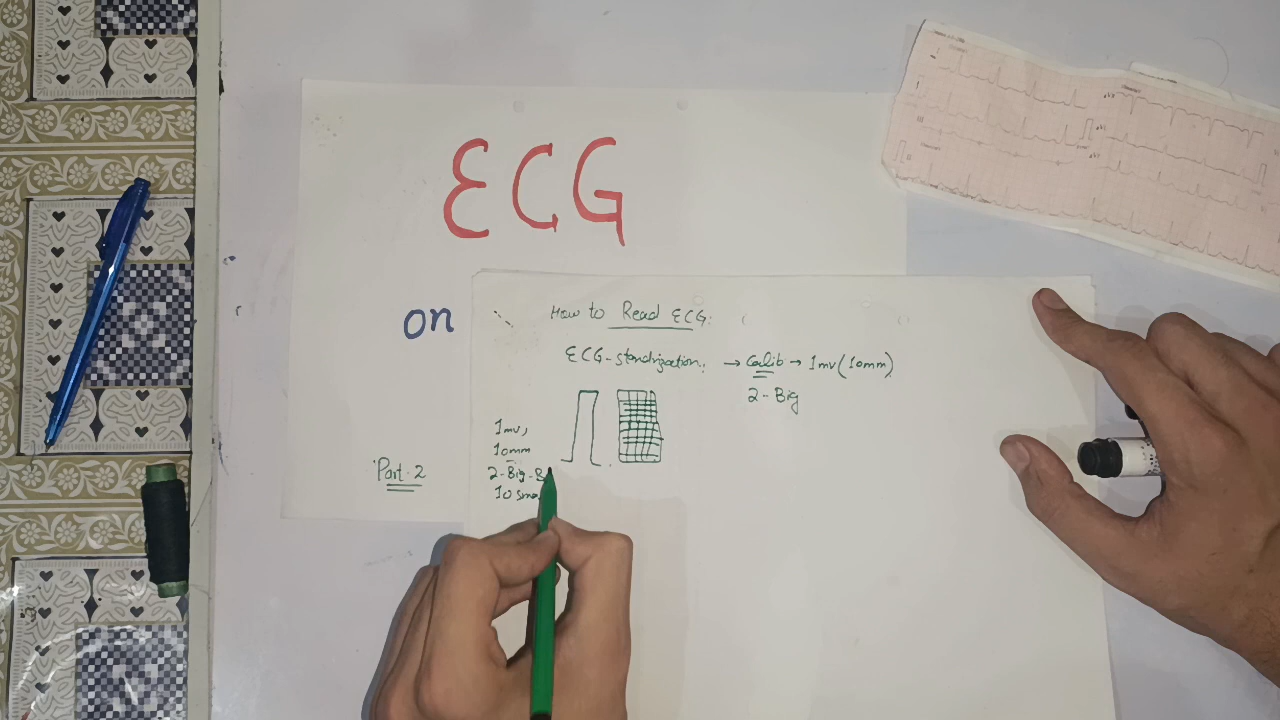 ECG
on
Part-2
How to Read ECG:
ECG-standrization. → Calib → 1mv (10mm)
2-Big
1mv,
10mm
2-Big-B
10 sma